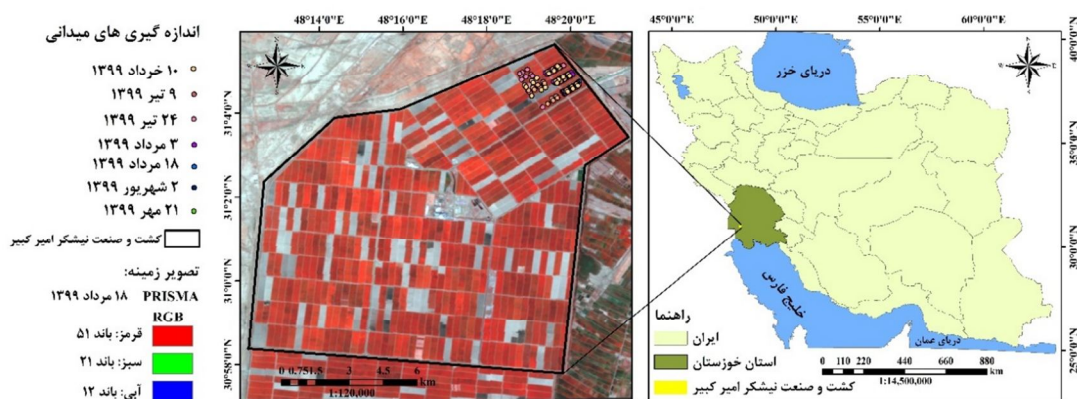 اندازه گیری های میدانی
۱۰ خرداد ۱۳۹۹
۹ تیر ۱۳۹۹
۲۴ تیر ۱۳۹۹
۳ مرداد ۱۳۹۹
۱۸ مرداد ۱۳۹۹
۲ شهریور ۱۳۹۹
۲۱ مهر ۱۳۹۹
کشت و صنعت نیشکر امیر کبیر
تصویر زمینه:
۱۸ مرداد ۱۳۹۹ PRISMA
RGB
قرمز: باند ۵۱
سبز: باند ۲۱
آبی: باند ۱۲
48°14'0"E 48°16'0"E 48°18'0"E 48°20'0"E
31°4'0"N
31°2'0"N
31°0'0"N
30°58'0"N
0 0.75 1.5 3 4.5 6
km
1:120,000
45°0'0"E 50°0'0"E 55°0'0"E 60°0'0"E
40°0'0"N
35°0'0"N
30°0'0"N
25°0'0"N
دریای خزر
خلیج فارس
دریای عمان
راهنما
ایران
استان خوزستان
کشت و صنعت نیشکر امیر کبیر
0 110 220 440 660 880
km
1:14,500,000